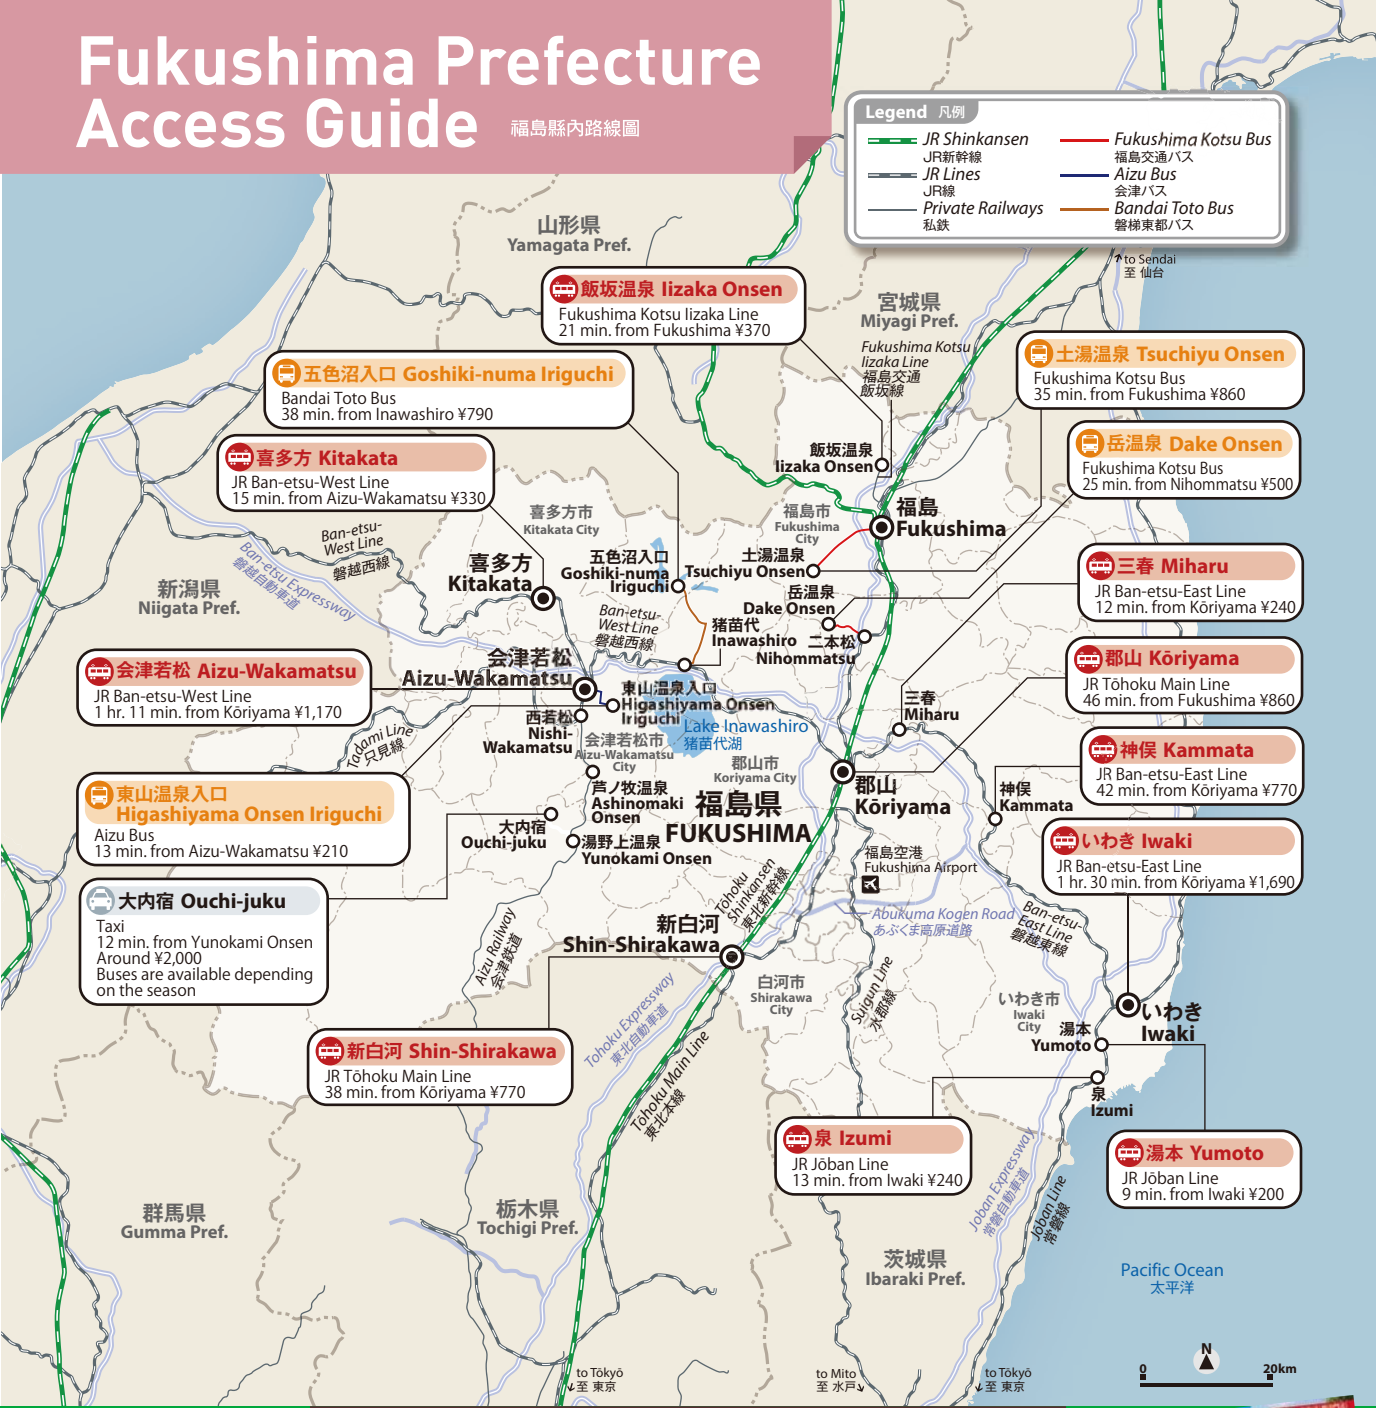 Fukushima Prefecture
Access Guide 福島縣內路線圖
Legend 凡例
JR Shinkansen
JR新幹線
JR Lines
JR線
Private Railways
私鉄
Fukushima Kotsu Bus
福島交通バス
Aizu Bus
会津バス
Bandai Toto Bus
磐梯東都バス
to Sendai
至 仙台
山形県
Yamagata Pref.
宮城県
Miyagi Pref.
飯坂温泉 Iizaka Onsen
Fukushima Kotsu Iizaka Line
21 min. from Fukushima ¥370
Fukushima Kotsu
Iizaka Line
福島交通
飯坂線
土湯温泉 Tsuchiyu Onsen
Fukushima Kotsu Bus
35 min. from Fukushima ¥860
五色沼入口 Goshiki-numa Iriguchi
Bandai Toto Bus
38 min. from Inawashiro ¥790
岳温泉 Dake Onsen
Fukushima Kotsu Bus
25 min. from Nihommatsu ¥500
喜多方 Kitakata
JR Ban-etsu-West Line
15 min. from Aizu-Wakamatsu ¥330
飯坂温泉
Iizaka Onsen
喜多方市
Kitakata City
福島市
Fukushima
City
福島
Fukushima
Ban-etsu-
West Line
磐越西線
Ban-etsu Expressway
磐越自動車道
新潟県
Niigata Pref.
喜多方
Kitakata
五色沼入口
Goshiki-numa
Iriguchi
土湯温泉
Tsuchiyu Onsen
岳温泉
Dake Onsen
二本松
Nihommatsu
Ban-etsu-
West Line
磐越西線
猪苗代
Inawashiro
三春 Miharu
JR Ban-etsu-East Line
12 min. from Kōriyama ¥240
会津若松 Aizu-Wakamatsu
JR Ban-etsu-West Line
1 hr. 11 min. from Kōriyama ¥1,170
会津若松
Aizu-Wakamatsu
東山温泉入口
Higashiyama Onsen
Iriguchi
Lake Inawashiro
猪苗代湖
西若松
Nishi-
Wakamatsu
会津若松市
Aizu-Wakamatsu
City
郡山 Kōriyama
JR Tōhoku Main Line
46 min. from Fukushima ¥860
三春
Miharu
Tadami Line
只見線
郡山市
Koriyama City
神俣 Kammata
JR Ban-etsu-East Line
42 min. from Kōriyama ¥770
東山温泉入口
Higashiyama Onsen Iriguchi
Aizu Bus
13 min. from Aizu-Wakamatsu ¥210
芦ノ牧温泉
Ashinomaki
Onsen
福島県
FUKUSHIMA
郡山
Kōriyama
神俣
Kammata
大内宿
Ouchi-juku
湯野上温泉
Yunokami Onsen
福島空港
Fukushima Airport
いわき Iwaki
JR Ban-etsu-East Line
1 hr. 30 min. from Kōriyama ¥1,690
大内宿 Ouchi-juku
Taxi
12 min. from Yunokami Onsen
Around ¥2,000
Buses are available depending
on the season
Tōhoku
Shinkansen
東北新幹線
Abukuma Kogen Road
あぶくま高原道路
Ban-etsu-
East Line
磐越東線
新白河
Shin-Shirakawa
Aizu Railway
会津鉄道
白河市
Shirakawa
City
Suigun Line
水郡線
いわき市
Iwaki
City
いわき
Iwaki
湯本
Yumoto
泉
Izumi
Tohoku Expressway
東北自動車道
Tōhoku Main Line
東北本線
新白河 Shin-Shirakawa
JR Tōhoku Main Line
38 min. from Kōriyama ¥770
泉 Izumi
JR Jōban Line
13 min. from Iwaki ¥240
湯本 Yumoto
JR Jōban Line
9 min. from Iwaki ¥200
Joban Expressway
常磐自動車道
Jōban Line
常磐線
群馬県
Gumma Pref.
栃木県
Tochigi Pref.
茨城県
Ibaraki Pref.
Pacific Ocean
太平洋
to Tōkyō
至 東京
to Mito
至 水戸
to Tōkyō
至 東京
N
0 20km